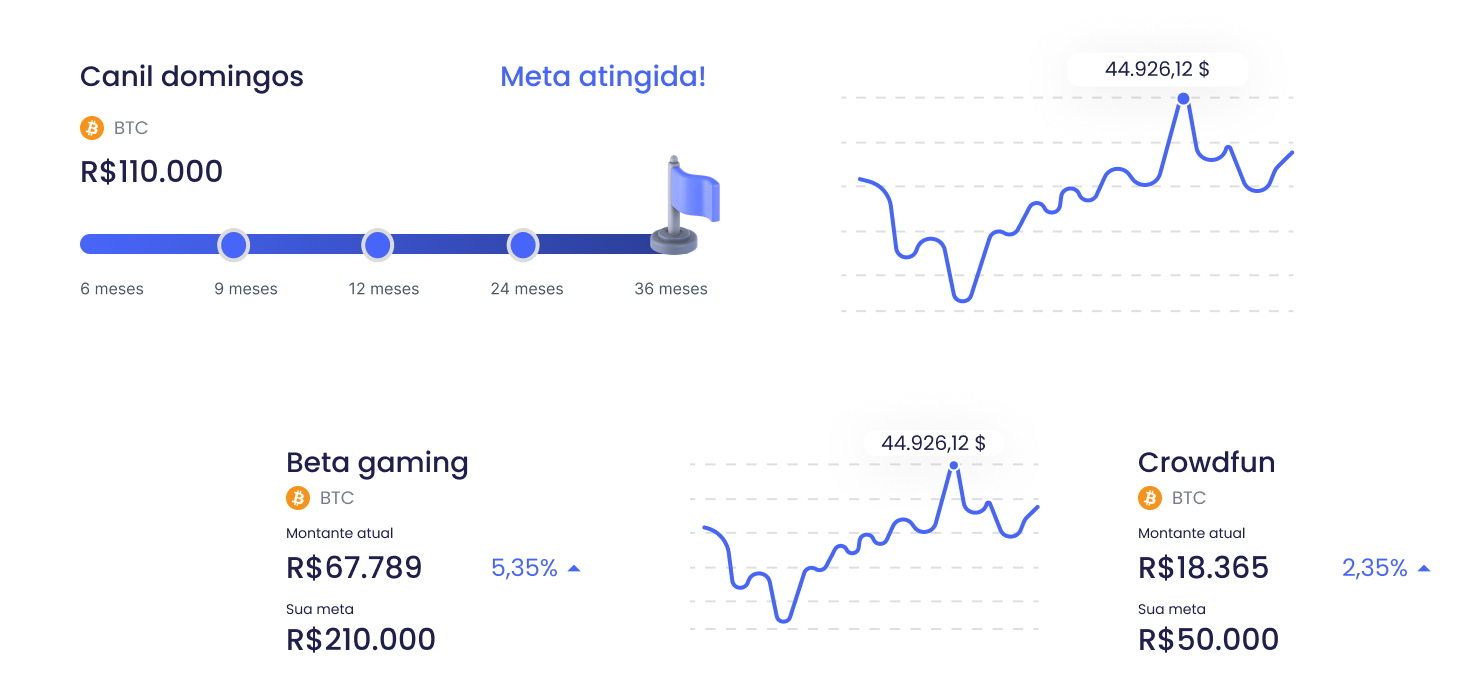 Canil domingos
Meta atingida!
BTC
R$110.000
6 meses
9 meses
12 meses
24 meses
36 meses
44.926,12 $
Beta gaming
BTC
Montante atual
R$67.789
5,35%
Sua meta
R$210.000
44.926,12 $
Crowdfun
BTC
Montante atual
R$18.365
2,35%
Sua meta
R$50.000